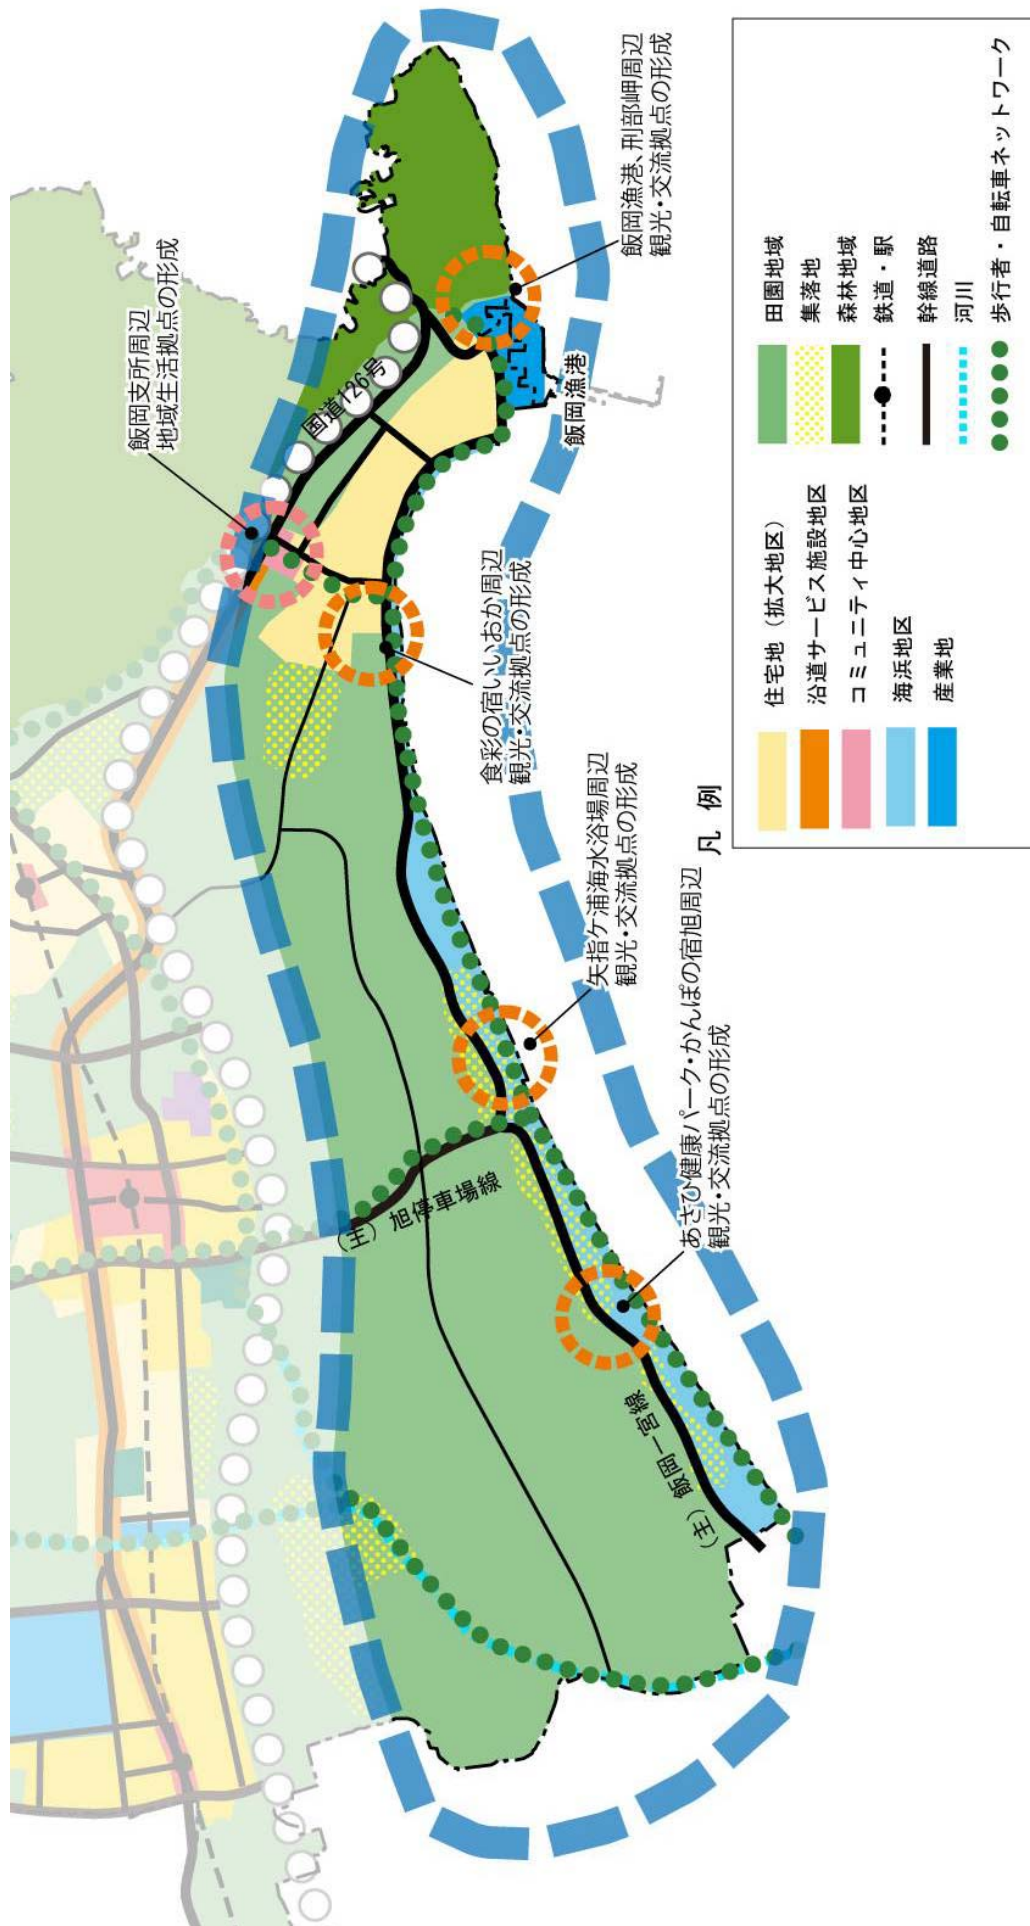 飯岡支所周辺
地域生活拠点の形成
国道126号
飯岡漁港、刑部岬周辺
観光・交流拠点の形成
飯岡漁港
食彩の宿いいおか周辺
観光・交流拠点の形成
矢指ケ浦海水浴場周辺
観光・交流拠点の形成
あさひ健康パーク・かんぽの宿旭周辺
観光・交流拠点の形成
(主) 旭停車場線
(主) 飯岡一宮線
凡 例
住宅地（拡大地区）
沿道サービス施設地区
コミュニティ中心地区
海浜地区
産業地
田園地域
集落地
森林地域
鉄道・駅
幹線道路
河川
歩行者・自転車ネットワーク